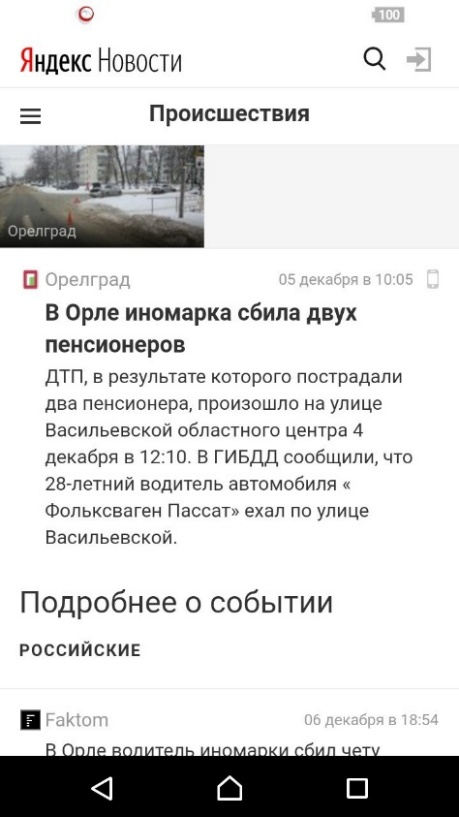 100
Яндекс Новости
Происшествия
Орелград
Орелград 05 декабря в 10:05
В Орле иномарка сбила двух
пенсионеров
ДТП, в результате которого пострадали
два пенсионера, произошло на улице
Васильевской областного центра 4
декабря в 12:10. В ГИБДД сообщили, что
28-летний водитель автомобиля «
Фольксваген Пассат» ехал по улице
Васильевской.
Подробнее о событии
РОССИЙСКИЕ
Faktom 06 декабря в 18:54
В Орле водитель иномарки сбил чету